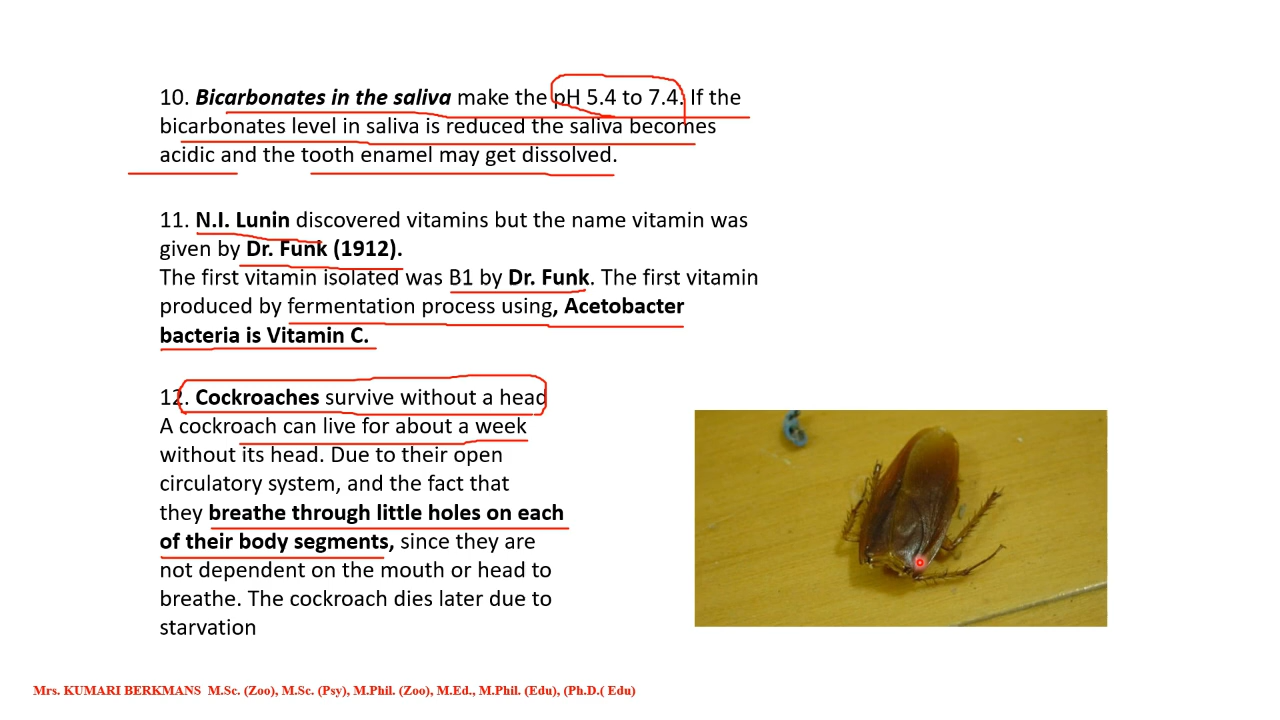 10. Bicarbonates in the saliva make the pH 5.4 to 7.4. If the
bicarbonates level in saliva is reduced the saliva becomes
acidic and the tooth enamel may get dissolved.
11. N.I. Lunin discovered vitamins but the name vitamin was
given by Dr. Funk (1912).
The first vitamin isolated was B1 by Dr. Funk. The first vitamin
produced by fermentation process using, Acetobacter
bacteria is Vitamin C.
12. Cockroaches survive without a head
A cockroach can live for about a week
without its head. Due to their open
circulatory system, and the fact that
they breathe through little holes on each
of their body segments, since they are
not dependent on the mouth or head to
breathe. The cockroach dies later due to
starvation
Mrs. KUMARI BERKMANS M.Sc. (Zoo), M.Sc. (Psy), M.Phil. (Zoo), M.Ed., M.Phil. (Edu), (Ph.D.( Edu)